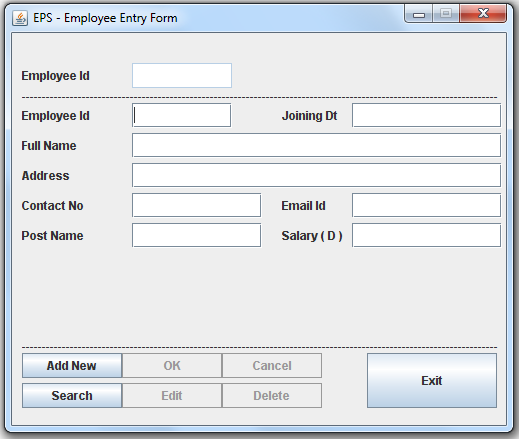 EPS - Employee Entry Form
Employee Id
Employee Id Joining Dt
Full Name
Address
Contact No Email Id
Post Name Salary ( D )
Add New OK Cancel
Exit
Search Edit Delete